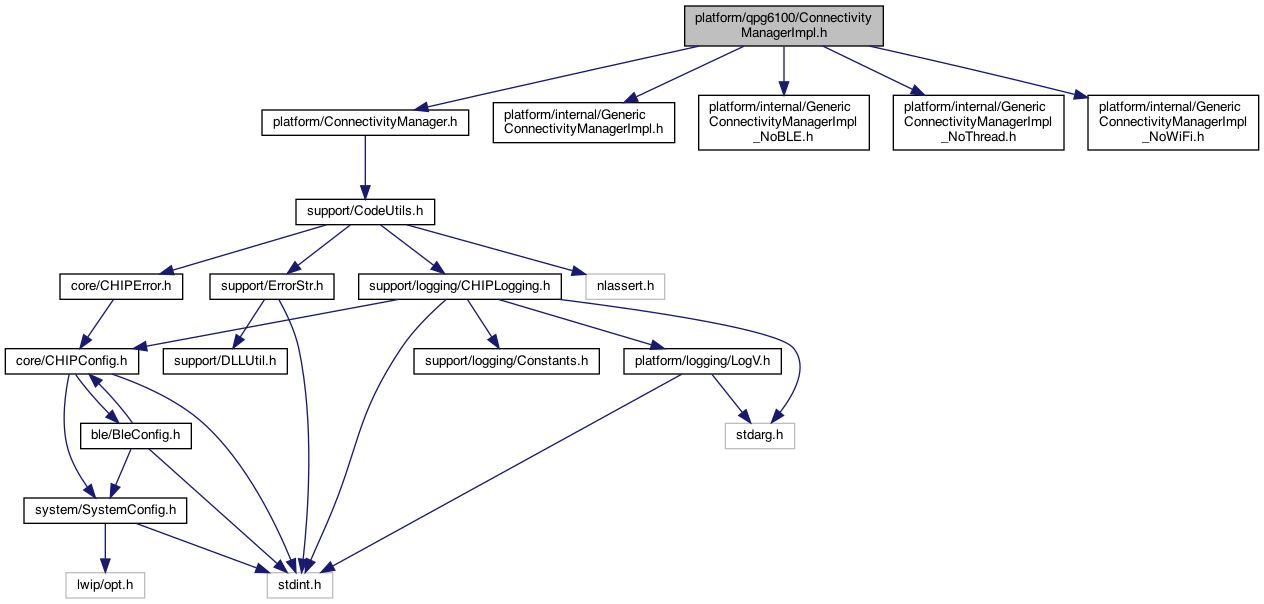 platform/qpg6100/Connectivity
ManagerImpl.h
platform/ConnectivityManager.h
platform/internal/Generic
ConnectivityManagerImpl.h
platform/internal/Generic
ConnectivityManagerImpl
_NoBLE.h
platform/internal/Generic
ConnectivityManagerImpl
_NoThread.h
platform/internal/Generic
ConnectivityManagerImpl
_NoWiFi.h
support/CodeUtils.h
core/CHIPError.h
support/ErrorStr.h
support/logging/CHIPLogging.h
nlassert.h
core/CHIPConfig.h
support/DLLUtil.h
support/logging/Constants.h
platform/logging/LogV.h
ble/BleConfig.h
stdarg.h
system/SystemConfig.h
lwip/opt.h
stdint.h